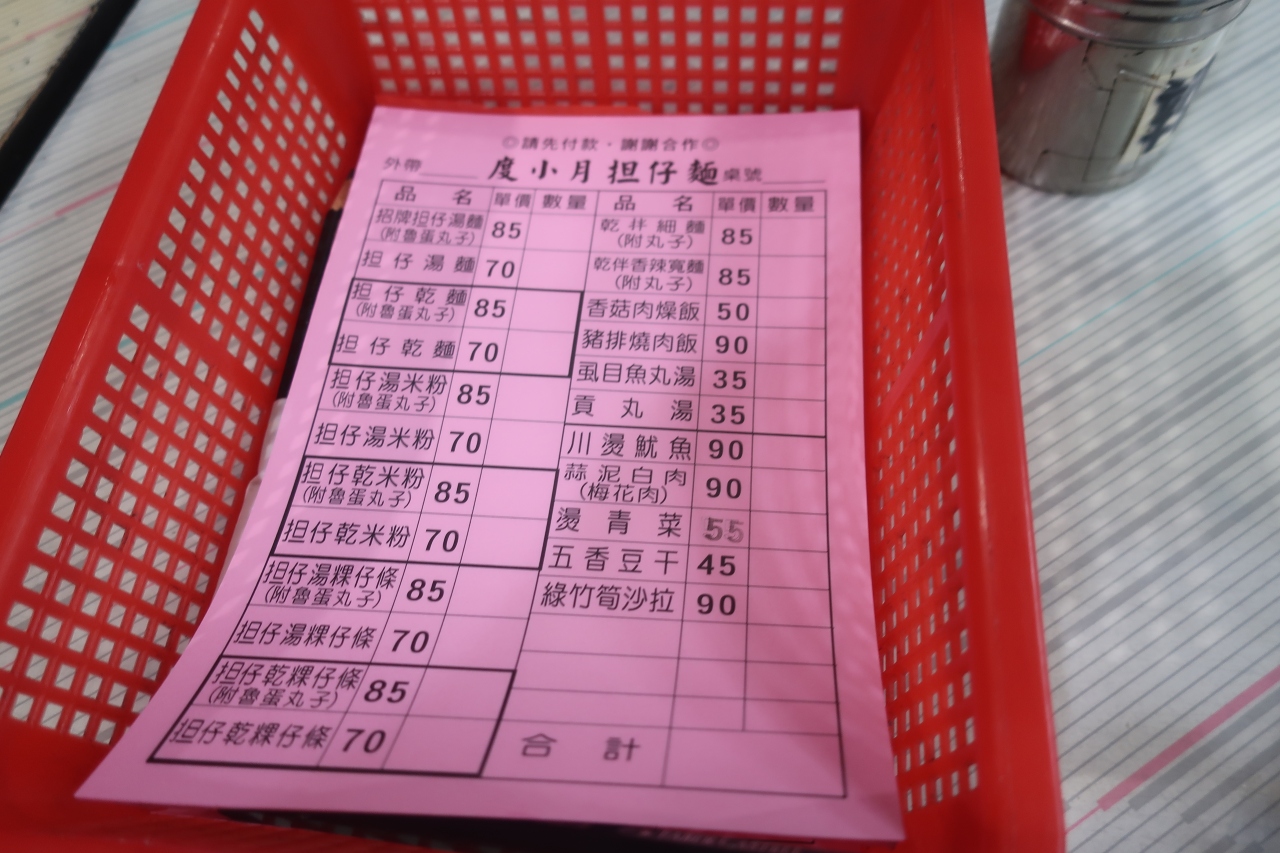 ◎請先付款·謝謝合作◎
外帶____ 度小月担仔麵 桌號____
品名 單價 數量
招牌担仔湯麵(附魯蛋丸子) 85
担仔湯麵 70
担仔乾麵(附魯蛋丸子) 85
担仔乾麵 70
担仔湯米粉(附魯蛋丸子) 85
担仔湯米粉 70
担仔乾米粉(附魯蛋丸子) 85
担仔乾米粉 70
担仔湯粿仔條(附魯蛋丸子) 85
担仔湯粿仔條 70
担仔乾粿仔條(附魯蛋丸子) 85
担仔乾粿仔條 70
品名 單價 數量
乾拌細麵(附丸子) 85
乾拌香辣寬麵(附丸子) 85
香菇肉燥飯 50
豬排燒肉飯 90
虱目魚丸湯 35
貢丸湯 35
川燙魷魚 90
蒜泥白肉(梅花肉) 90
燙青菜 55
五香豆干 45
綠竹筍沙拉 90
合計